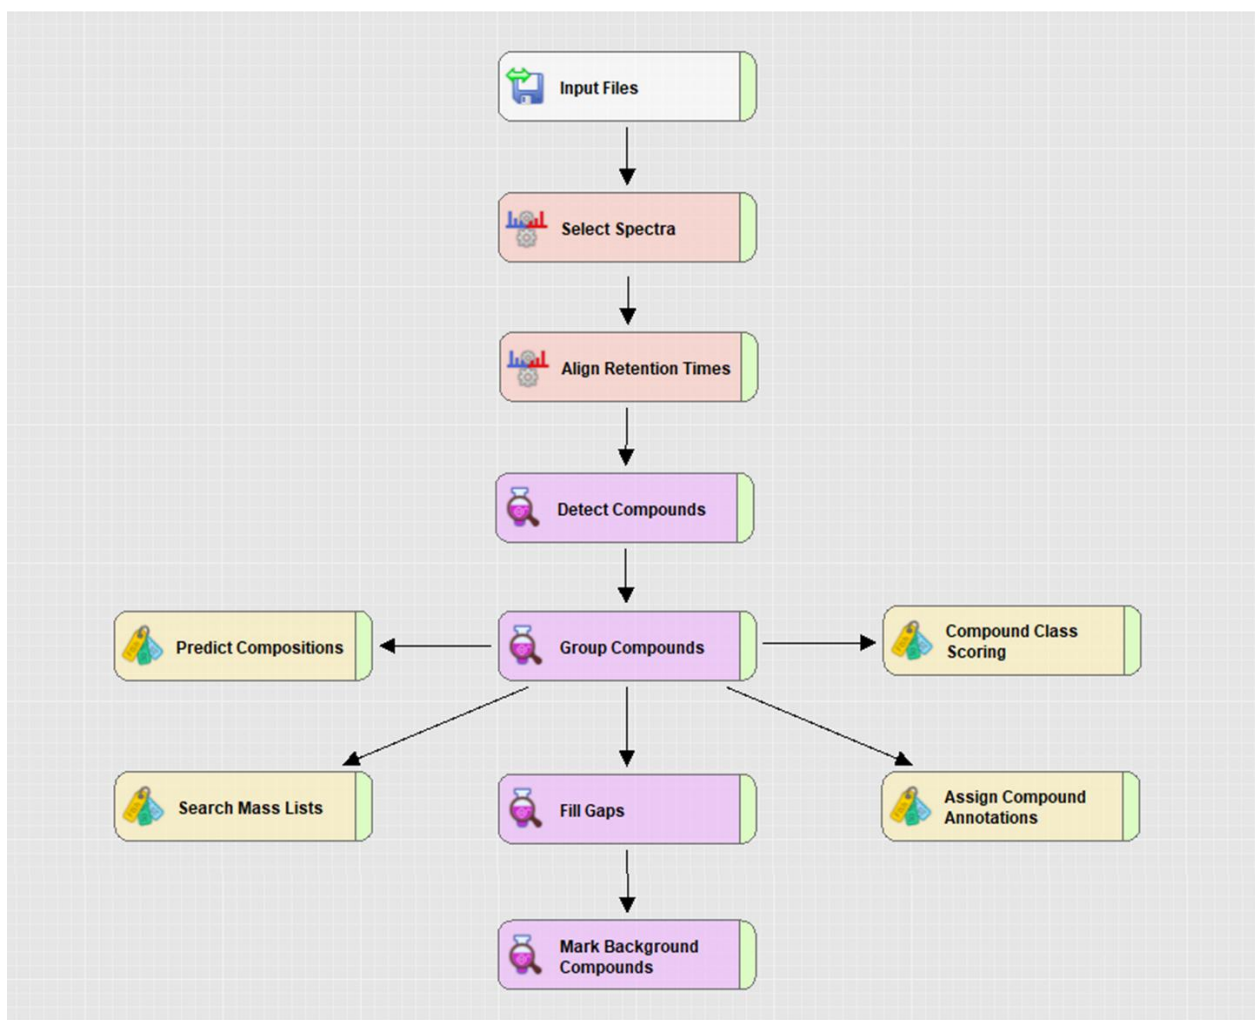 Input Files
Select Spectra
Align Retention Times
Detect Compounds
Predict Compositions
Group Compounds
Compound Class
Scoring
Search Mass Lists
Fill Gaps
Assign Compound
Annotations
Mark Background
Compounds